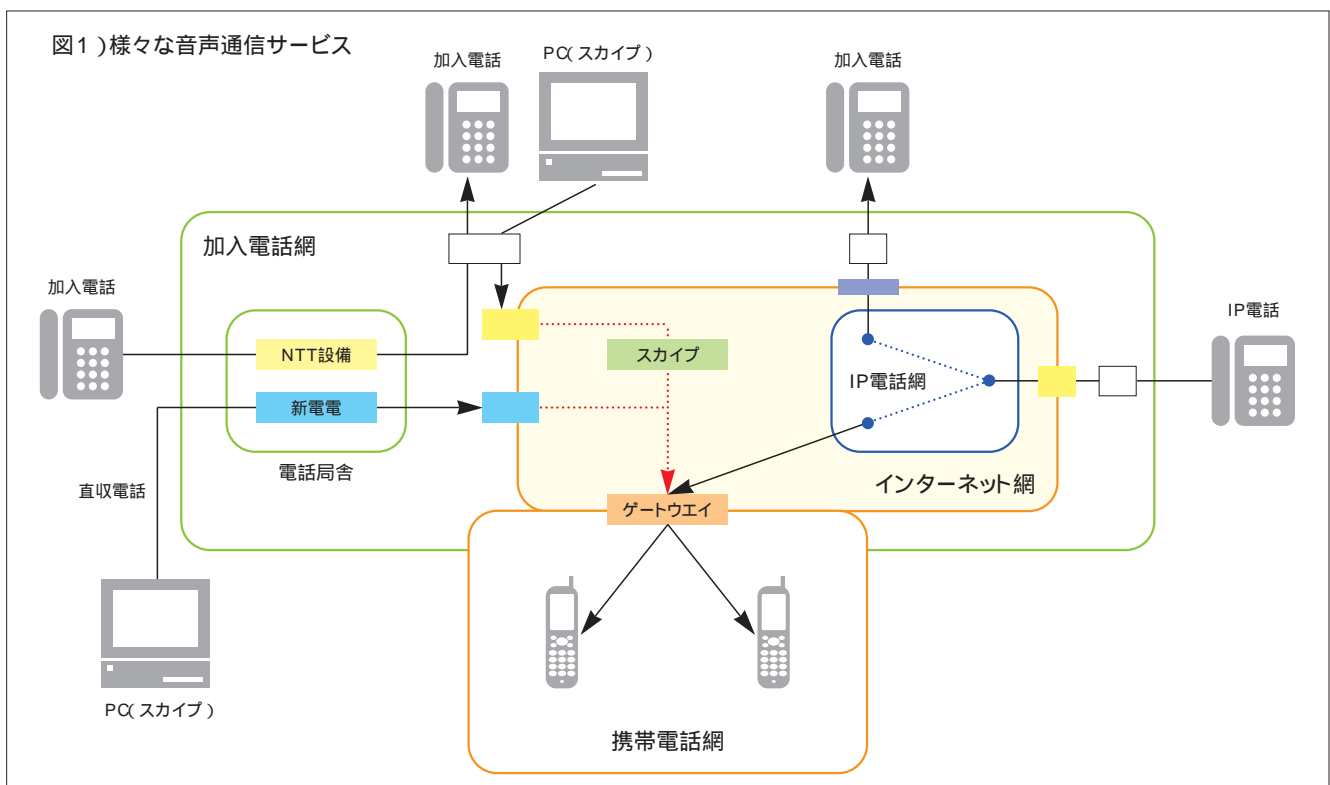 図1)様々な音声通信サービス
加入電話
PC(スカイプ)
加入電話
加入電話網
加入電話
IP電話
NTT設備
スカイプ
IP電話網
新電電
電話局舎
直収電話
インターネット網
ゲートウエイ
PC(スカイプ)
携帯電話網